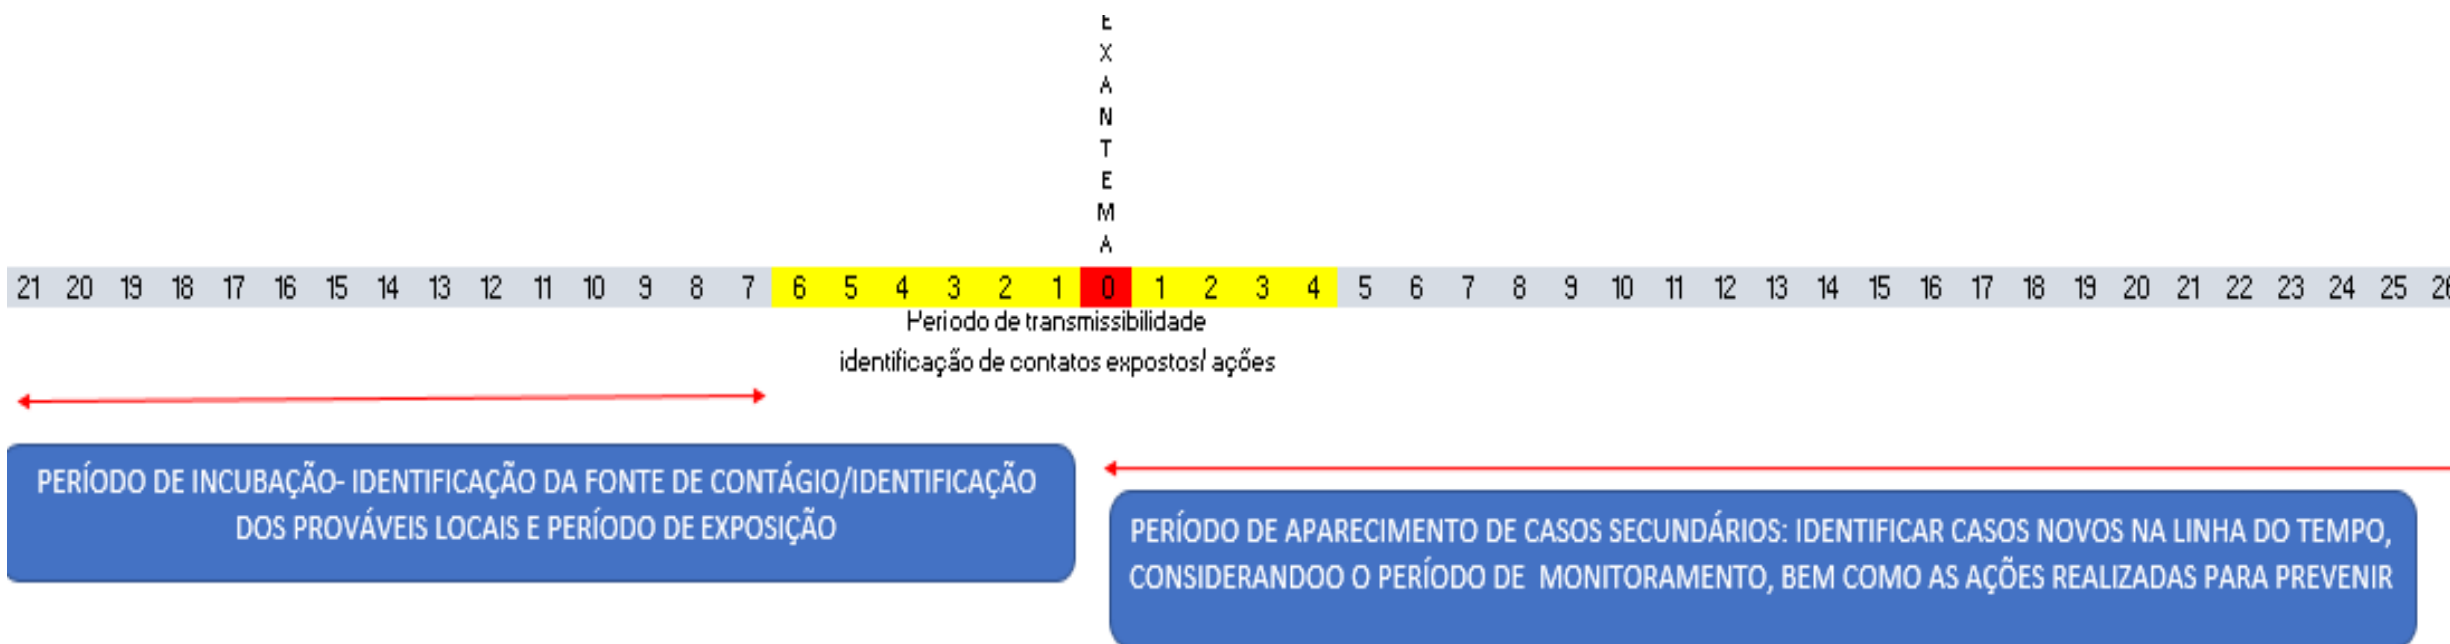 EXANTEMA
21 20 19 18 17 16 15 14 13 12 11 10 9 8 7 6 5 4 3 2 1 0 1 2 3 4 5 6 7 8 9 10 11 12 13 14 15 16 17 18 19 20 21 22 23 24 25 26
Periodo de transmissibilidade
identificação de contatos expostos/ ações
PERÍODO DE INCUBAÇÃO- IDENTIFICAÇÃO DA FONTE DE CONTÁGIO/IDENTIFICAÇÃO
DOS PROVÁVEIS LOCAIS E PERÍODO DE EXPOSIÇÃO
PERÍODO DE APARECIMENTO DE CASOS SECUNDÁRIOS: IDENTIFICAR CASOS NOVOS NA LINHA DO TEMPO,
CONSIDERANDOO O PERÍODO DE MONITORAMENTO, BEM COMO AS AÇÕES REALIZADAS PARA PREVENIR